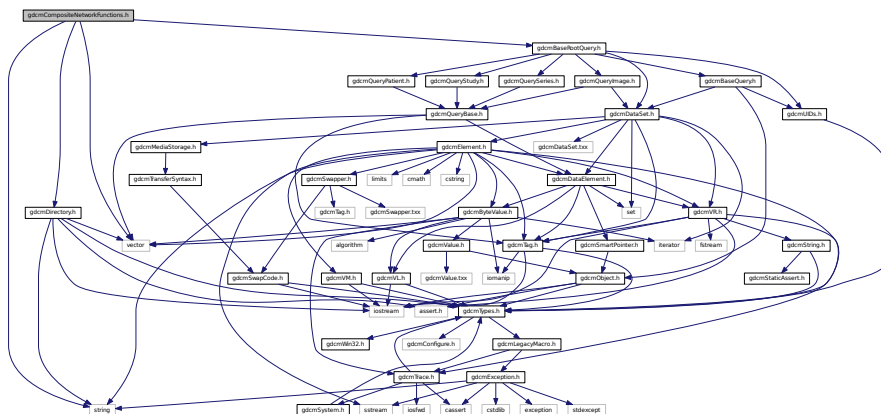 gdcmCompositeNetworkFunctions.h
gdcmBaseRootQuery.h
gdcmQueryPatient.h
gdcmQueryStudy.h
gdcmQuerySeries.h
gdcmQueryImage.h
gdcmBaseQuery.h
gdcmQueryBase.h
gdcmDataSet.h
gdcmUIDs.h
gdcmMediaStorage.h
gdcmElement.h
gdcmDataSet.txx
gdcmTransferSyntax.h
gdcmSwapper.h
limits
cmath
cstring
gdcmDataElement.h
gdcmDirectory.h
gdcmTag.h
gdcmSwapper.txx
gdcmByteValue.h
set
gdcmVR.h
vector
algorithm
gdcmValue.h
gdcmTag.h
gdcmSmartPointer.h
iterator
fstream
gdcmString.h
gdcmSwapCode.h
gdcmVM.h
gdcmVL.h
gdcmValue.txx
iomanip
gdcmObject.h
gdcmStaticAssert.h
iostream
assert.h
gdcmTypes.h
gdcmWin32.h
gdcmConfigure.h
gdcmLegacyMacro.h
gdcmTrace.h
gdcmException.h
string
gdcmSystem.h
sstream
iosfwd
cassert
cstdlib
exception
stdexcept